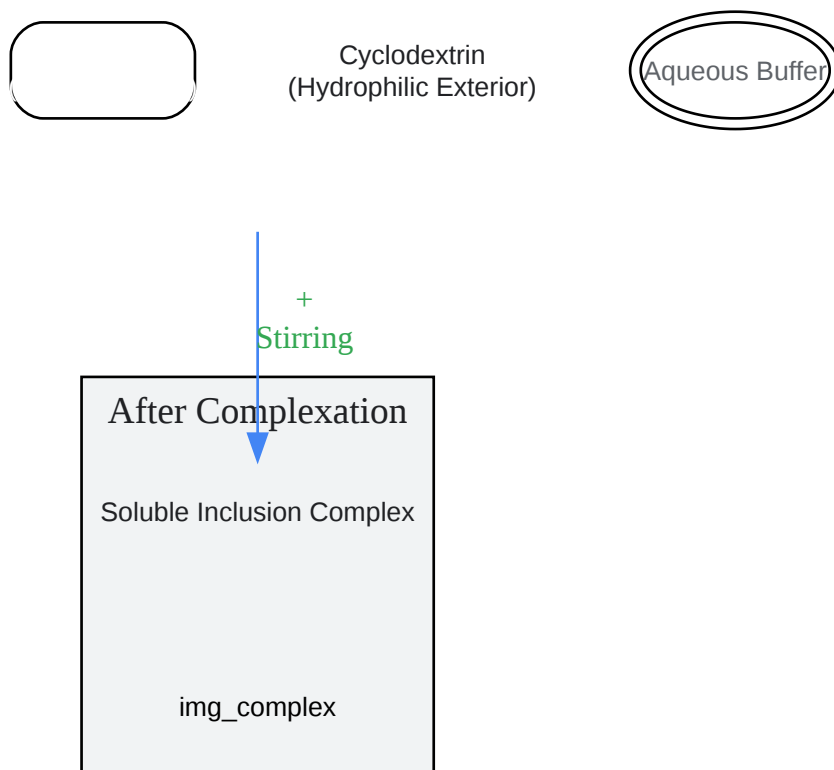 Cyclodextrin
(Hydrophilic Exterior)
Aqueous Buffer
+
Stirring
After Complexation
Soluble Inclusion Complex
img_complex